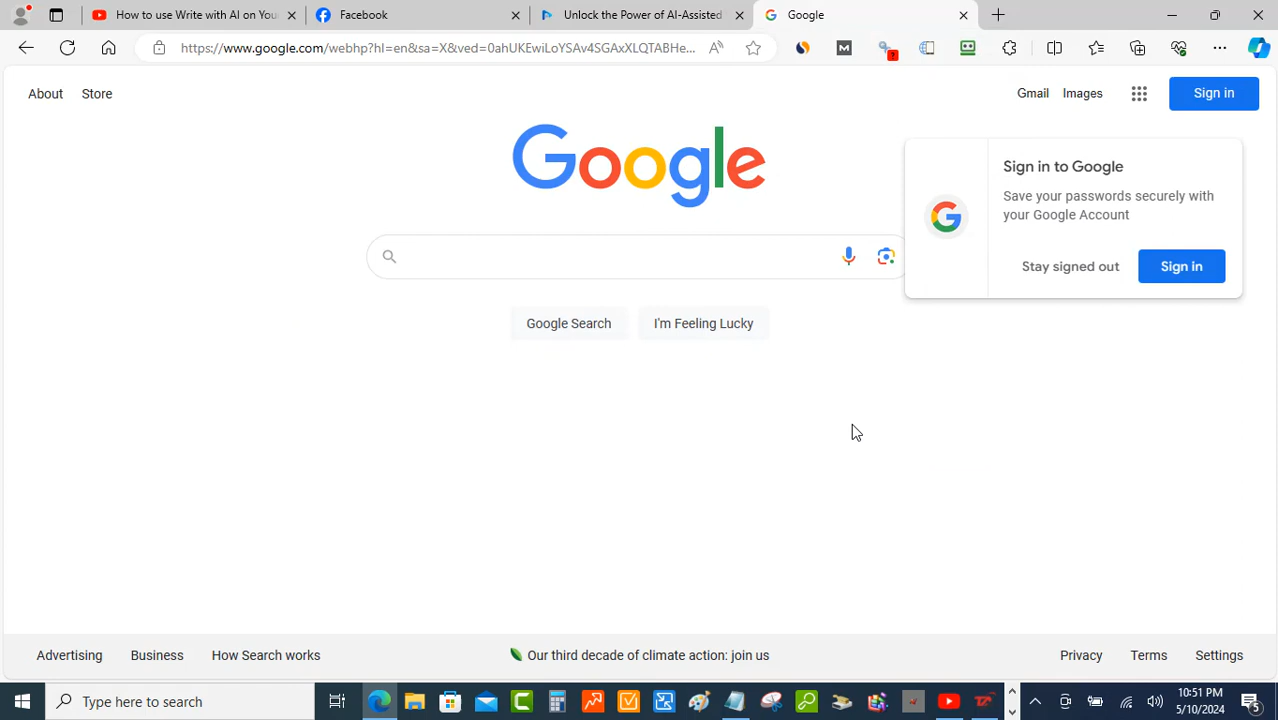 How to use Write with AI on You
Facebook
Unlock the Power of AI-Assisted
Google
https://www.google.com/webhp?hl=en&sa=X&ved=0ahUKEwiLoYSAv4SGAxXLQTABHe...
About
Store
Gmail
Images
Sign in
Google
Sign in to Google
Save your passwords securely with
your Google Account
Stay signed out
Sign in
Google Search
I'm Feeling Lucky
Advertising
Business
How Search works
Our third decade of climate action: join us
Privacy
Terms
Settings
Type here to search
10:51 PM
5/10/2024
5